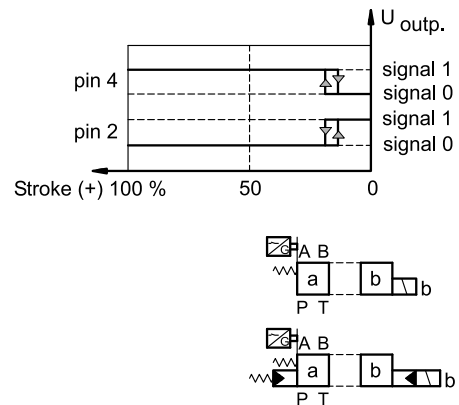 U outp.
pin 4
signal 1
signal 0
pin 2
signal 1
signal 0
Stroke (+) 100 %
50
0
G
A B
a
b
b
P T
G
A B
a
b
b
P T